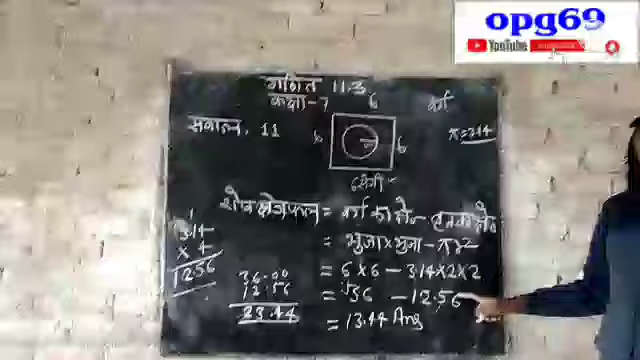 opg69
YouTube
गणित 11.3
कक्षा-7
6
वर्ग
सवाल. 11
6
6
π=3.14
6 सेमी
शेष क्षेत्रफल = वर्ग का क्षे० - वृत्त का क्षे०
= भुजा×भुजा - πr2
= 6×6 - 3.14×2×2
= 36 - 12.56
= 13.44 Ans
3.14
× 4
12.56
36.00
12.56
23.44